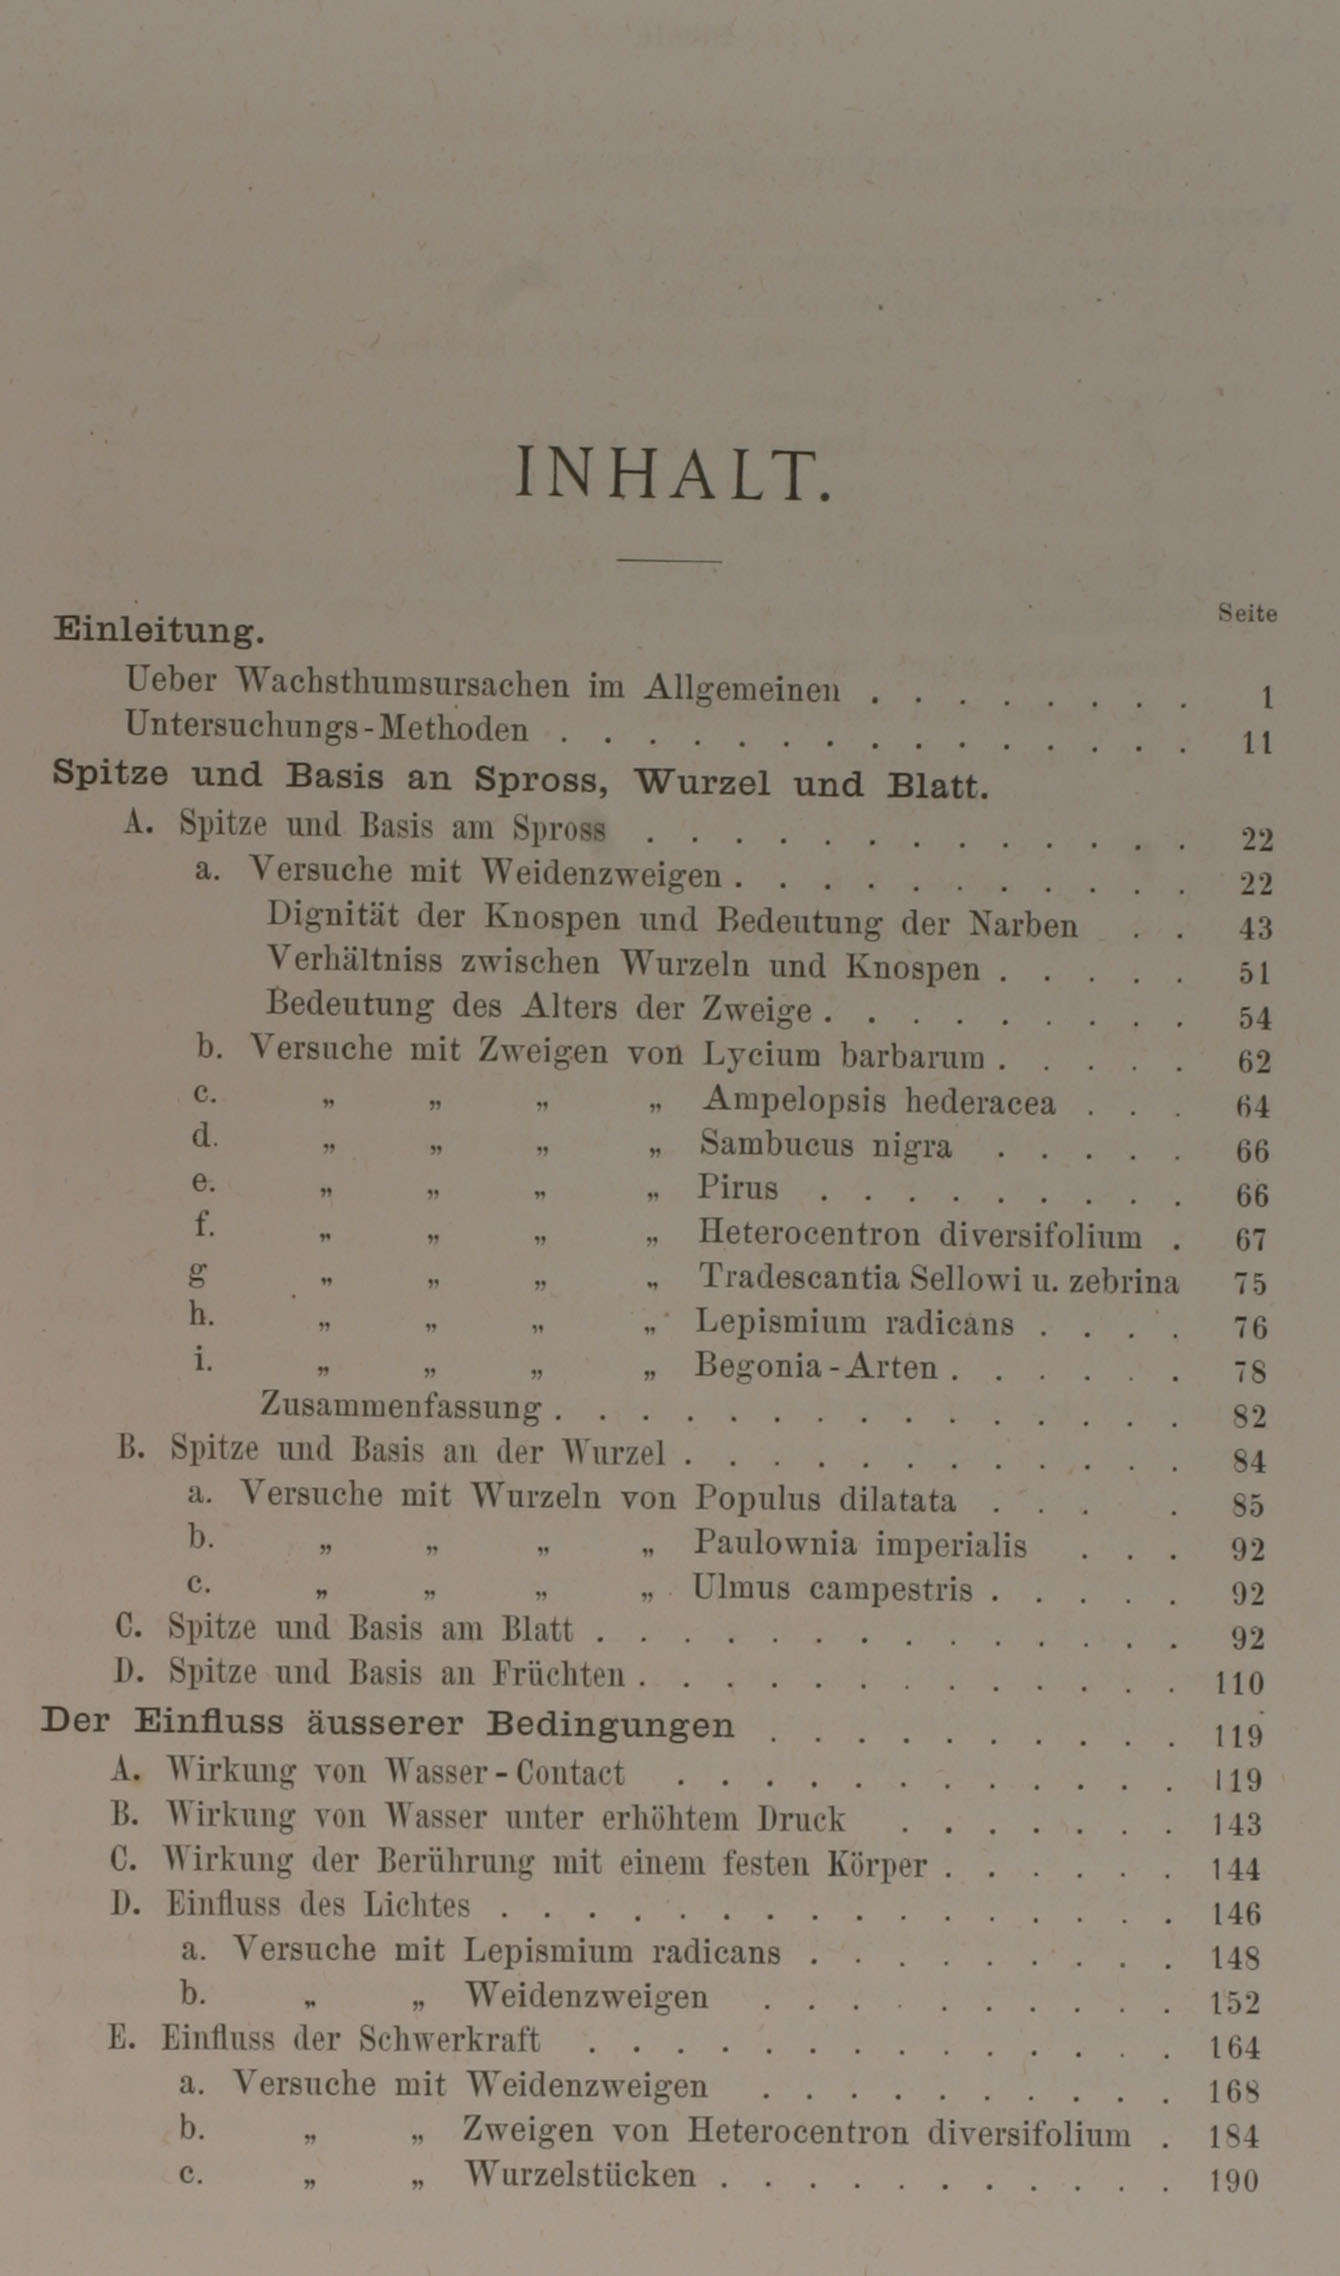 INHALT.
Seite
Einleitung.
Ueber Wachsthumsursachen im Allgemeinen . . . . . . . . 1
Untersuchungs-Methoden . . . . . . . . . . . . . . . 11
Spitze und Basis an Spross, Wurzel und Blatt.
A. Spitze und Basis am Spross . . . . . . . . . . . . . 22
a. Versuche mit Weidenzweigen . . . . . . . . . . . 22
Dignität der Knospen und Bedeutung der Narben . . 43
Verhältniss zwischen Wurzeln und Knospen . . . . . 51
Bedeutung des Alters der Zweige . . . . . . . . . 54
b. Versuche mit Zweigen von Lycium barbarum . . . . . 62
c. „ „ „ „ Ampelopsis hederacea . . . 64
d. „ „ „ „ Sambucus nigra . . . . . 66
e. „ „ „ „ Pirus . . . . . . . . . 66
f. „ „ „ „ Heterocentron diversifolium . 67
g „ „ „ „ Tradescantia Sellowi u. zebrina 75
h. „ „ „ „ Lepismium radicans . . . . 76
i. „ „ „ „ Begonia-Arten . . . . . . 78
Zusammenfassung . . . . . . . . . . . . . . . 82
B. Spitze und Basis an der Wurzel . . . . . . . . . . . . 84
a. Versuche mit Wurzeln von Populus dilatata . . . . 85
b. „ „ „ „ Paulownia imperialis . . . 92
c. „ „ „ „ Ulmus campestris . . . . . 92
C. Spitze und Basis am Blatt . . . . . . . . . . . . . . 92
D. Spitze und Basis an Früchten . . . . . . . . . . . . . 110
Der Einfluss äusserer Bedingungen . . . . . . . . . . 119
A. Wirkung von Wasser-Contact . . . . . . . . . . . . 119
B. Wirkung von Wasser unter erhöhtem Druck . . . . . . . 143
C. Wirkung der Berührung mit einem festen Körper . . . . . . 144
D. Einfluss des Lichtes . . . . . . . . . . . . . . . . 146
a. Versuche mit Lepismium radicans . . . . . . . . . 148
b. „ „ Weidenzweigen . . . . . . . . . . 152
E. Einfluss der Schwerkraft . . . . . . . . . . . . . . 164
a. Versuche mit Weidenzweigen . . . . . . . . . . 168
b. „ „ Zweigen von Heterocentron diversifolium . 184
c. „ „ Wurzelstücken . . . . . . . . . . . 190